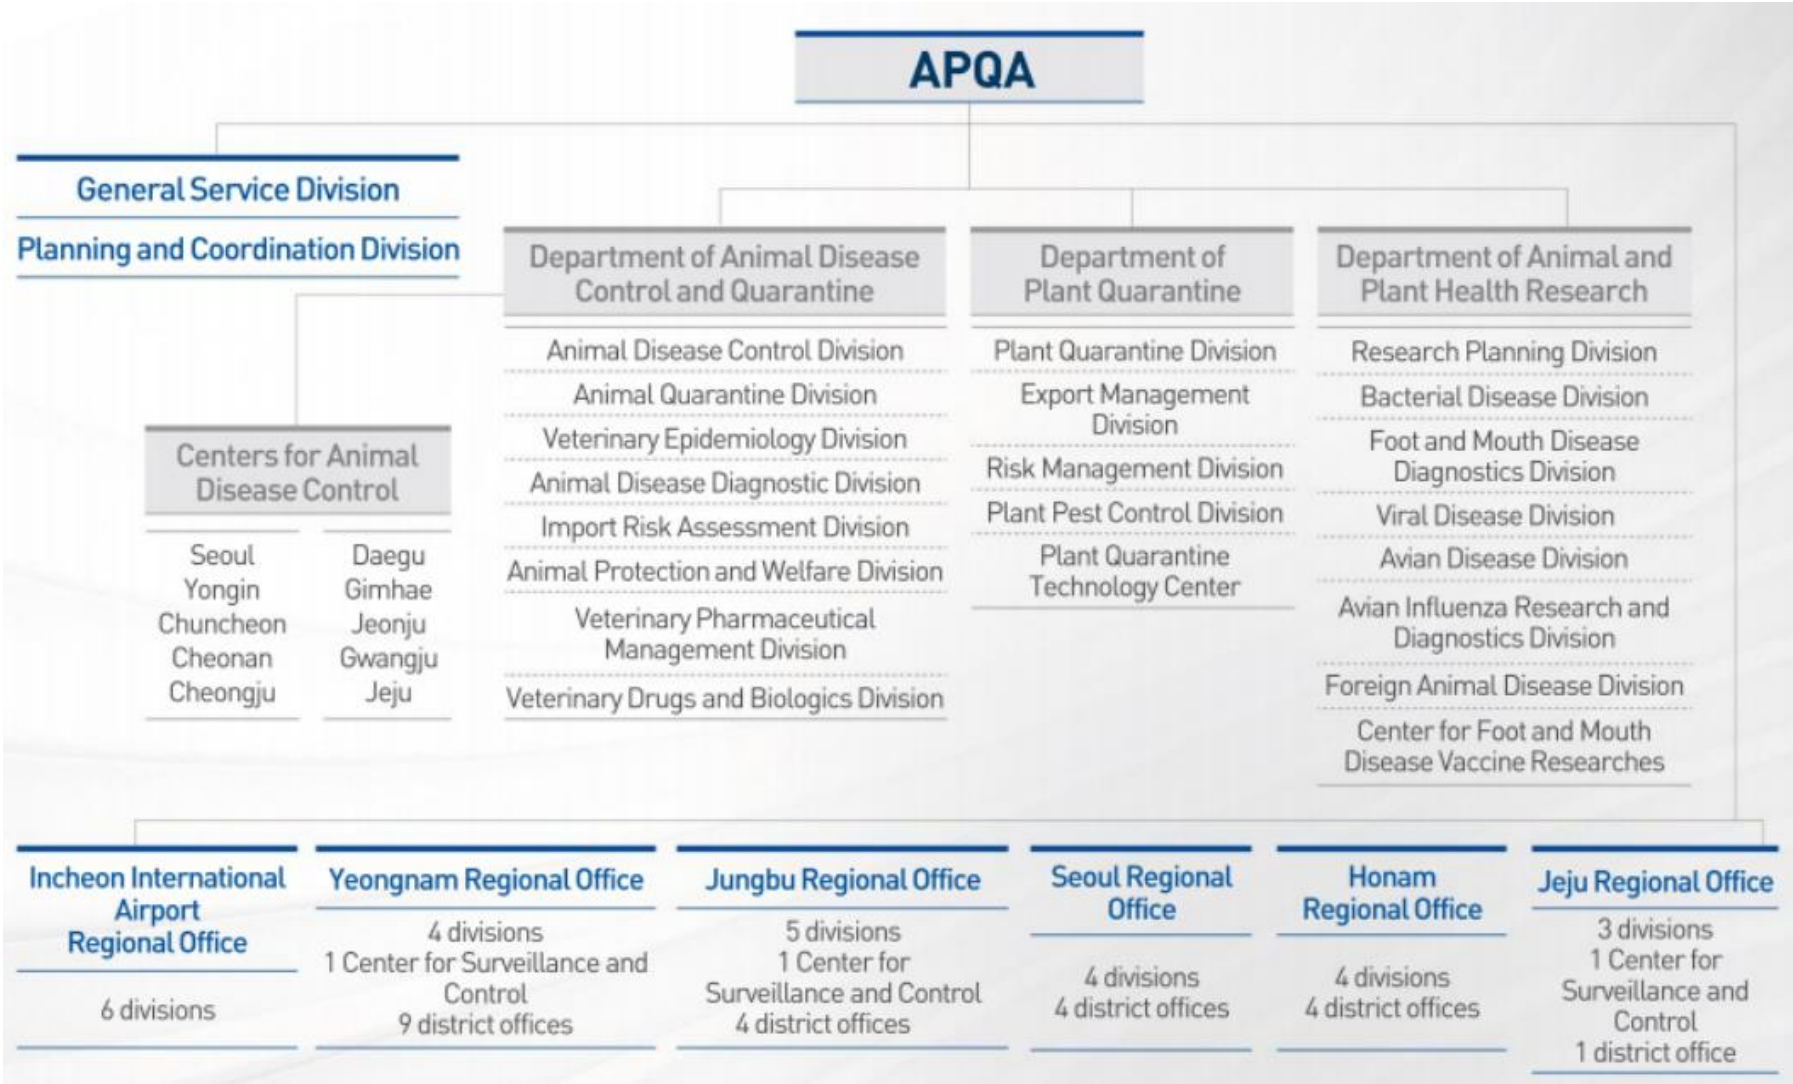 APQA
General Service Division
Planning and Coordination Division
Department of Animal Disease
Control and Quarantine
Animal Disease Control Division
Animal Quarantine Division
Veterinary Epidemiology Division
Animal Disease Diagnostic Division
Import Risk Assessment Division
Animal Protection and Welfare Division
Veterinary Pharmaceutical
Management Division
Veterinary Drugs and Biologics Division
Department of
Plant Quarantine
Plant Quarantine Division
Export Management
Division
Risk Management Division
Plant Pest Control Division
Plant Quarantine
Technology Center
Department of Animal and
Plant Health Research
Research Planning Division
Bacterial Disease Division
Foot and Mouth Disease
Diagnostics Division
Viral Disease Division
Avian Disease Division
Avian Influenza Research and
Diagnostics Division
Foreign Animal Disease Division
Center for Foot and Mouth
Disease Vaccine Researches
Centers for Animal
Disease Control
Seoul
Yongin
Chuncheon
Cheonan
Cheongju
Daegu
Gimhae
Jeonju
Gwangju
Jeju
Incheon International
Airport
Regional Office
6 divisions
Yeongnam Regional Office
4 divisions
1 Center for Surveillance and
Control
9 district offices
Jungbu Regional Office
5 divisions
1 Center for
Surveillance and Control
4 district offices
Seoul Regional
Office
4 divisions
4 district offices
Honam
Regional Office
4 divisions
4 district offices
Jeju Regional Office
3 divisions
1 Center for
Surveillance and
Control
1 district office